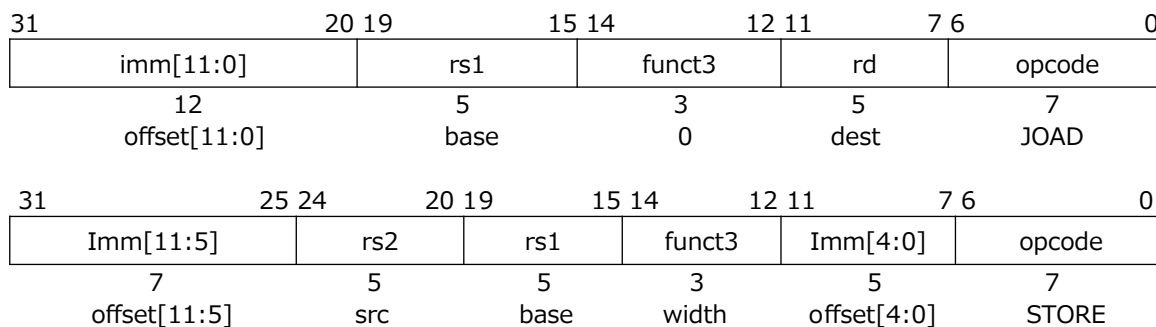 31 20 19 15 14 12 11 7 6 0
imm[11:0] rs1 funct3 rd opcode
12 5 3 5 7
offset[11:0] base 0 dest JOAD
31 25 24 20 19 15 14 12 11 7 6 0
Imm[11:5] rs2 rs1 funct3 Imm[4:0] opcode
7 5 5 3 5 7
offset[11:5] src base width offset[4:0] STORE